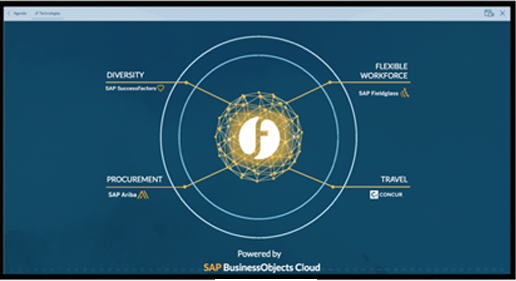 Agenda
IT Technologies
DIVERSITY
SAP SuccessFactors
FLEXIBLE
WORKFORCE
SAP Fieldglass
f
PROCUREMENT
SAP Ariba
TRAVEL
C. CONCUR
Powered by
SAP BusinessObjects Cloud